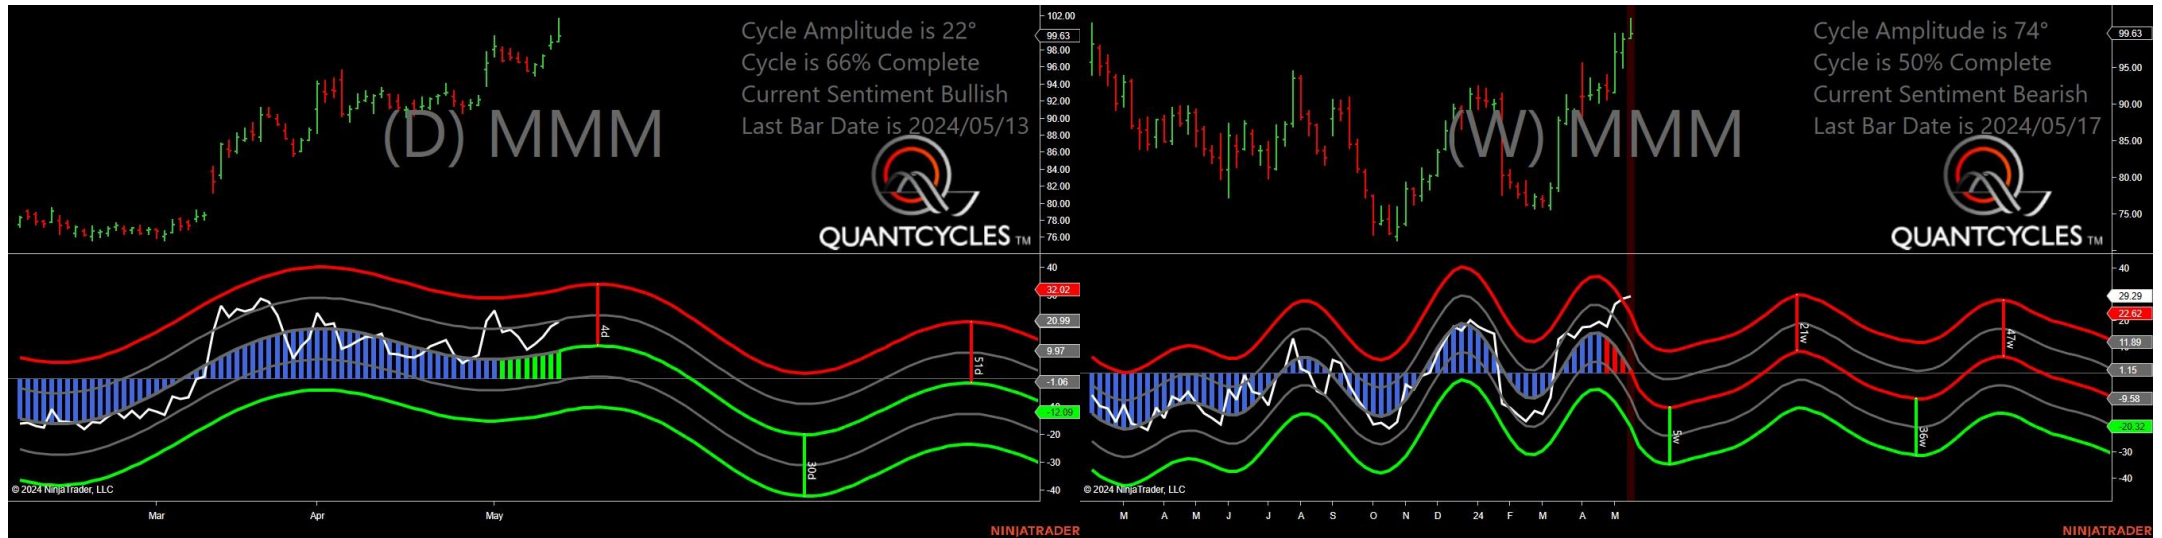 Cycle Amplitude is 22°
Cycle is 66% Complete
Current Sentiment Bullish
Last Bar Date is 2024/05/13
(D) MMM
QUANTCYCLES TM
102.00
99.63
98.00
96.00
94.00
92.00
90.00
88.00
86.00
84.00
82.00
80.00
78.00
76.00
40
32.02
20.99
9.97
-1.06
-12.09
-20
-30
-40
4d
30d
51d
© 2024 NinjaTrader, LLC
Mar Apr May
NINJATRADER
Cycle Amplitude is 74°
Cycle is 50% Complete
Current Sentiment Bearish
Last Bar Date is 2024/05/17
(W) MMM
QUANTCYCLES TM
99.63
95.00
90.00
85.00
80.00
75.00
40
29.29
22.62
11.89
1.15
-9.58
-20.32
-30
-40
5w
21w
36w
47w
© 2024 NinjaTrader, LLC
M A M J J A S O N D 24 F M A M
NINJATRADER